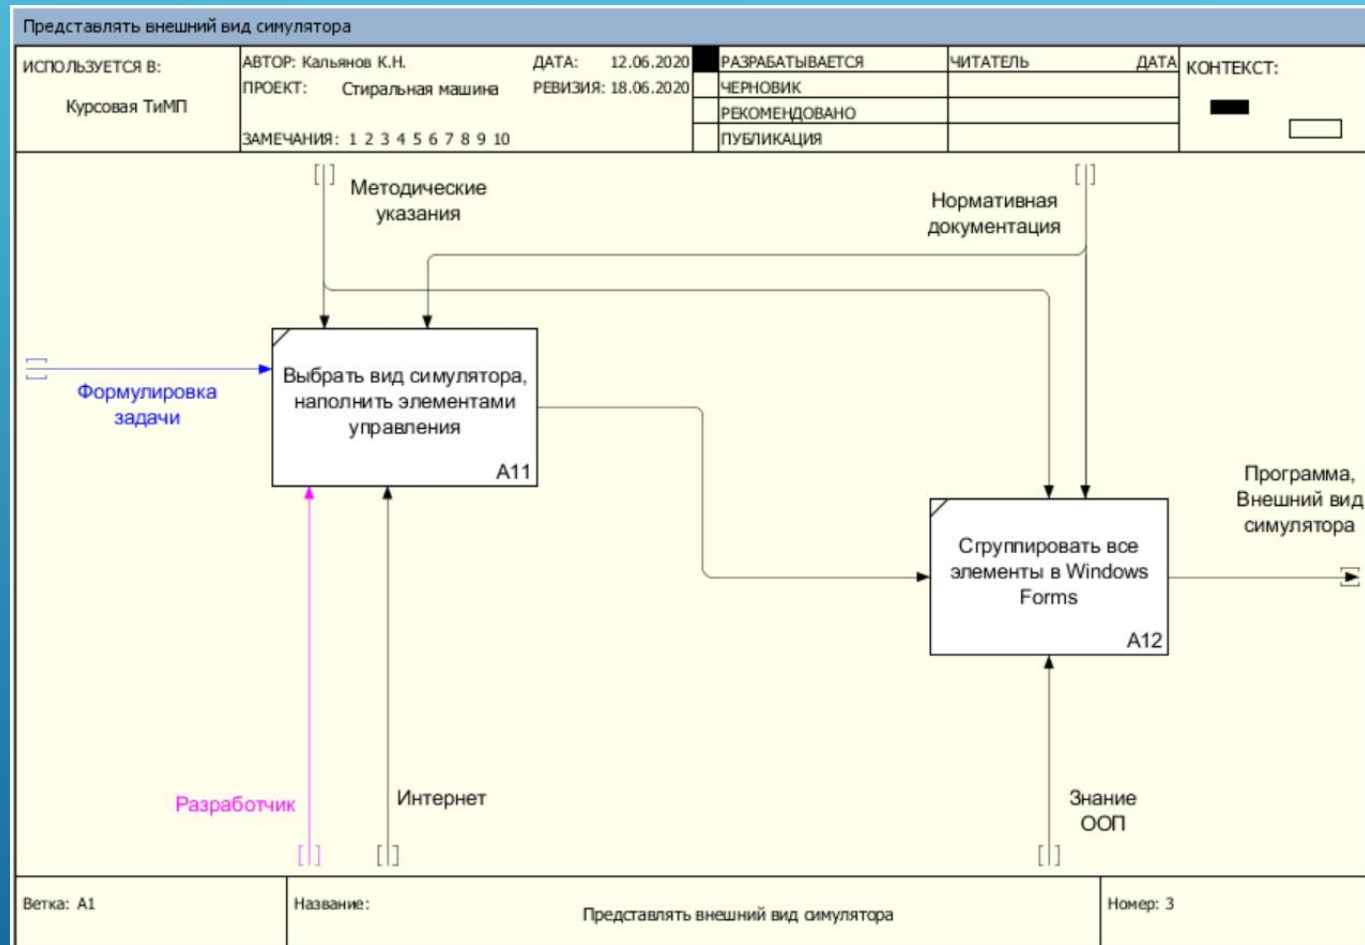 Представлять внешний вид симулятора
ИСПОЛЬЗУЕТСЯ В:
Курсовая ТиМП
АВТОР: Кальянов К.Н.
ДАТА: 12.06.2020
ПРОЕКТ: Стиральная машина
РЕВИЗИЯ: 18.06.2020
ЗАМЕЧАНИЯ: 1 2 3 4 5 6 7 8 9 10
РАЗРАБАТЫВАЕТСЯ
ЧЕРНОВИК
РЕКОМЕНДОВАНО
ПУБЛИКАЦИЯ
ЧИТАТЕЛЬ
ДАТА
КОНТЕКСТ:
Методические
указания
Нормативная
документация
Формулировка
задачи
Выбрать вид симулятора,
наполнить элементами
управления
A11
Программа,
Внешний вид
симулятора
Сгруппировать все
элементы в Windows
Forms
A12
Разработчик
Интернет
Знание
ООП
Ветка: A1
Название:
Представлять внешний вид симулятора
Номер: 3